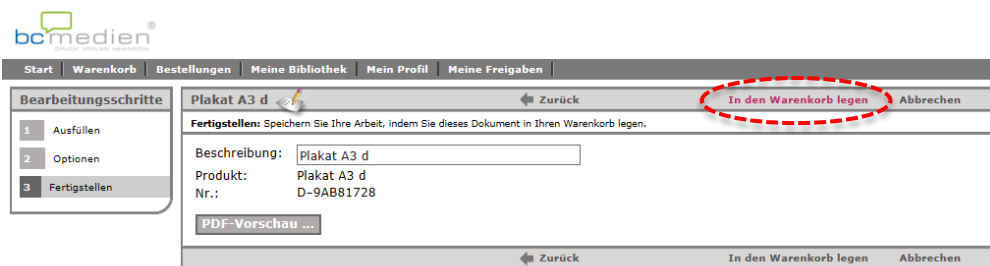 bcmedien®
DRUCK VERLAG NEWMEDIA
Start Warenkorb Bestellungen Meine Bibliothek Mein Profil Meine Freigaben
Bearbeitungsschritte
1 Ausfüllen
2 Optionen
3 Fertigstellen
Plakat A3 d Zurück In den Warenkorb legen Abbrechen
Fertigstellen: Speichern Sie Ihre Arbeit, indem Sie dieses Dokument in Ihren Warenkorb legen.
Beschreibung: Plakat A3 d
Produkt: Plakat A3 d
Nr.: D-9AB81728
PDF-Vorschau ...
Zurück In den Warenkorb legen Abbrechen